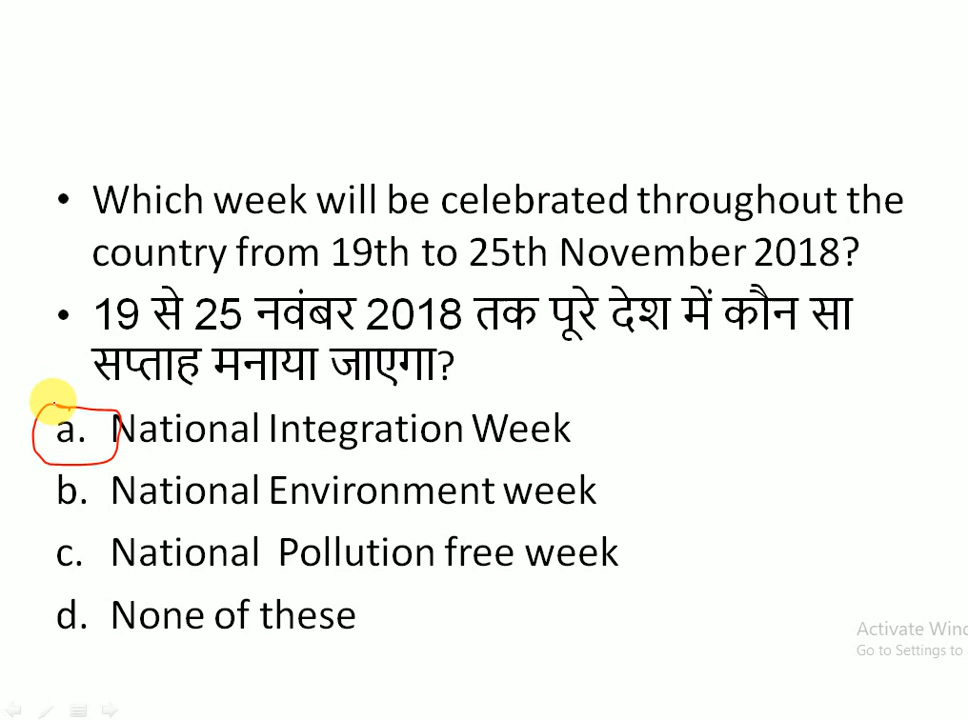 • Which week will be celebrated throughout the
country from 19th to 25th November 2018?
• 19 से 25 नवंबर 2018 तक पूरे देश में कौन सा
सप्ताह मनाया जाएगा?
a. National Integration Week
b. National Environment week
c. National Pollution free week
d. None of these
Activate Wind
Go to Settings to